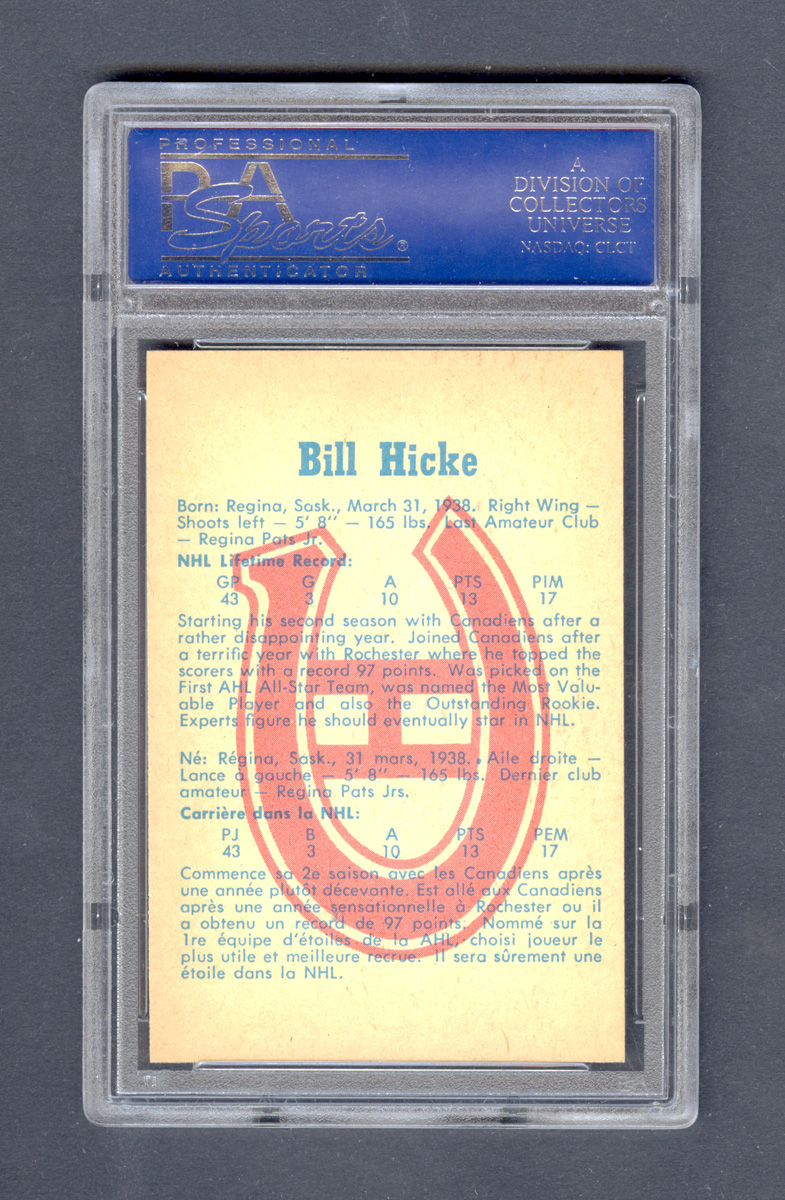 PROFESSIONAL
PSA
Sports®
AUTHENTICATOR
A
DIVISION OF
COLLECTORS
UNIVERSE
NASDAQ: CLCT
Bill Hicke
Born: Regina, Sask., March 31, 1938. Right Wing —
Shoots left — 5' 8'' — 165 lbs. Last Amateur Club
— Regina Pats Jr.
NHL Lifetime Record:
GP G A PTS PIM
43 3 10 13 17
Starting his second season with Canadiens after a
rather disappointing year. Joined Canadiens after
a terrific year with Rochester where he topped the
scorers with a record 97 points. Was picked on the
First AHL All-Star Team, was named the Most Valu-
able Player and also the Outstanding Rookie.
Experts figure he should eventually star in NHL.
Né: Régina, Sask., 31 mars, 1938. Aile droite —
Lance à gauche — 5' 8'' — 165 lbs. Dernier club
amateur — Regina Pats Jrs.
Carrière dans la NHL:
PJ B A PTS PEM
43 3 10 13 17
Commence sa 2e saison avec les Canadiens après
une année plutôt décevante. Est allé aux Canadiens
après une année sensationnelle à Rochester ou il
a obtenu un record de 97 points. Nommé sur la
1re équipe d'étoiles de la AHL, choisi joueur le
plus utile et meilleure recrue. Il sera sûrement une
étoile dans la NHL.